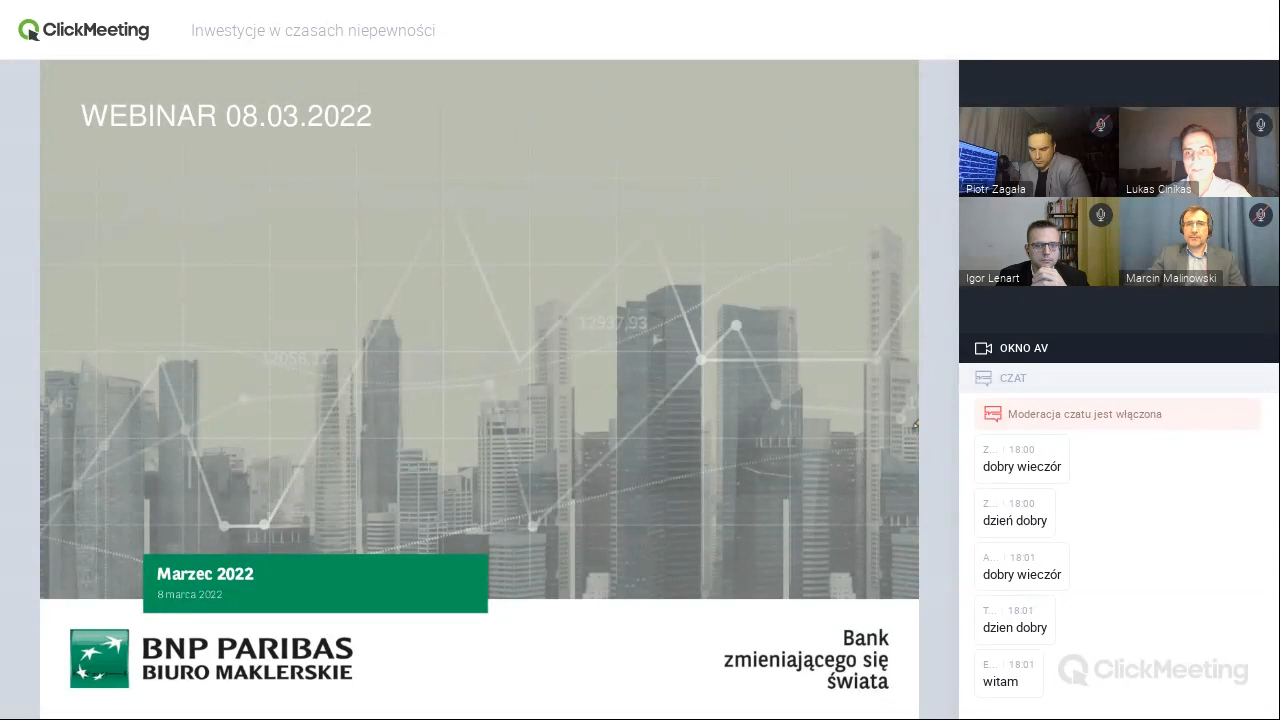 ClickMeeting
Inwestycje w czasach niepewności
WEBINAR 08.03.2022
12937,93
Marzec 2022
8 marca 2022
BNP PARIBAS
BIURO MAKLERSKIE
Bank
zmieniającego się
świata
Piotr Zagała
Lukas Cinikas
Igor Lenart
Marcin Malinowski
OKNO AV
CZAT
Moderacja czatu jest włączona
Z... 18:00
dobry wieczór
Z... 18:00
dzień dobry
A... 18:01
dobry wieczór
T... 18:01
dzien dobry
E... 18:01
witam
ClickMeeting